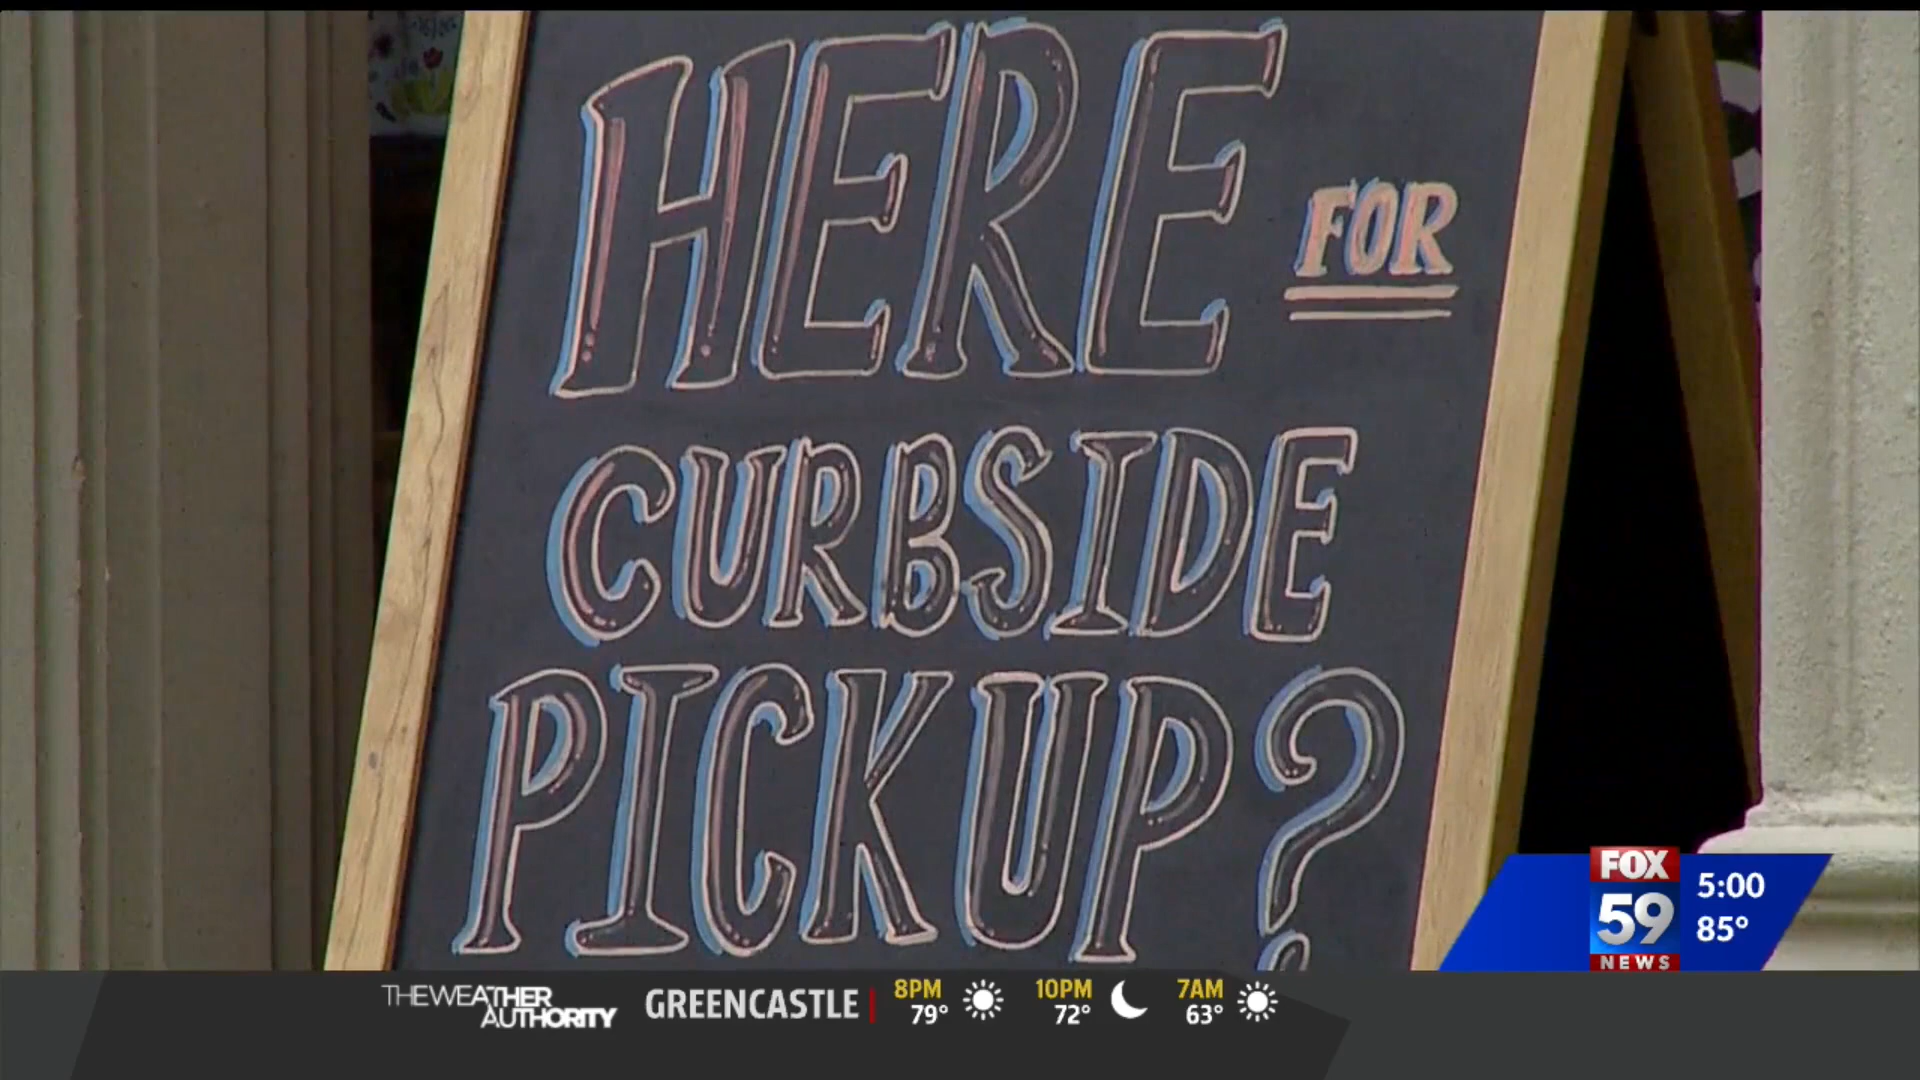 HERE FOR
CURBSIDE
PICKUP?
FOX
59
NEWS
5:00
85°
THE WEATHER
AUTHORITY
GREENCASTLE
8PM
79°
10PM
72°
7AM
63°